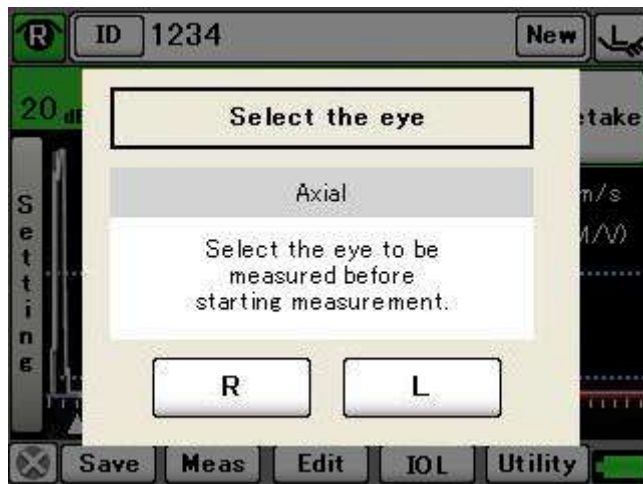 R ID 1234 New L
20 dB
Select the eye
etake
Axial
m/s
Select the eye to be
measured before
starting measurement.
Setting
R L
Save Meas Edit IOL Utility